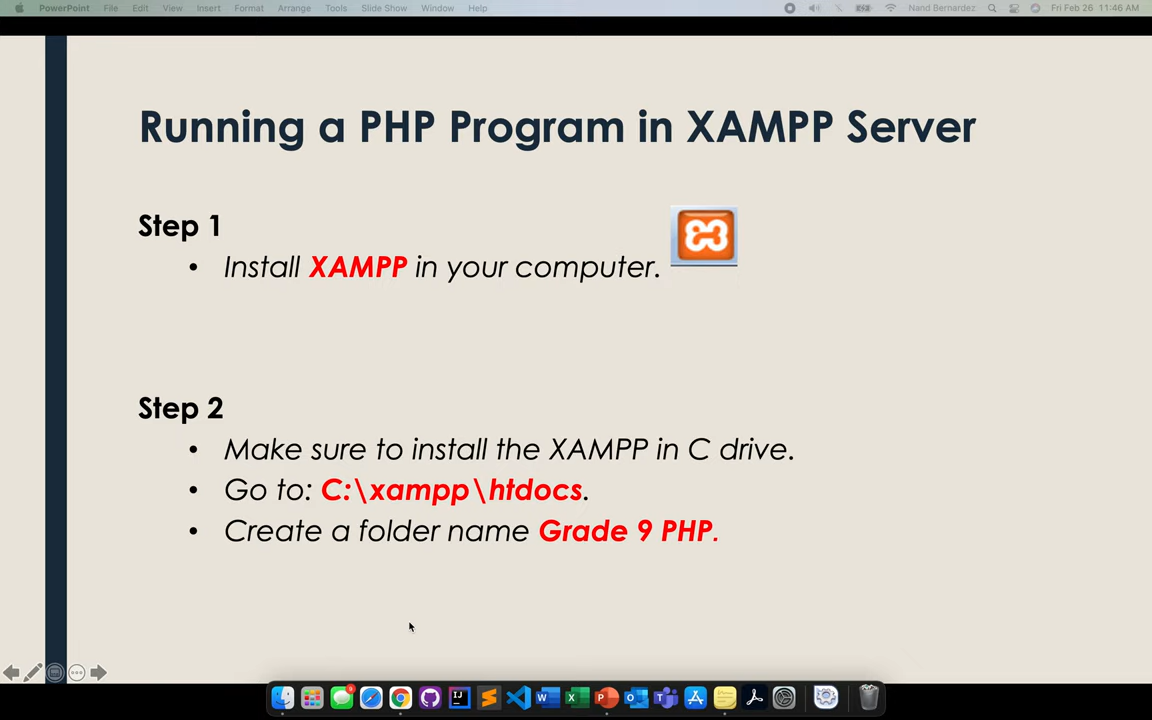 PowerPoint File Edit View Insert Format Arrange Tools Slide Show Window Help Nand Bernardez Fri Feb 26 11:46 AM
Running a PHP Program in XAMPP Server
Step 1
• Install XAMPP in your computer.
Step 2
• Make sure to install the XAMPP in C drive.
• Go to: C:\xampp\htdocs.
• Create a folder name Grade 9 PHP.